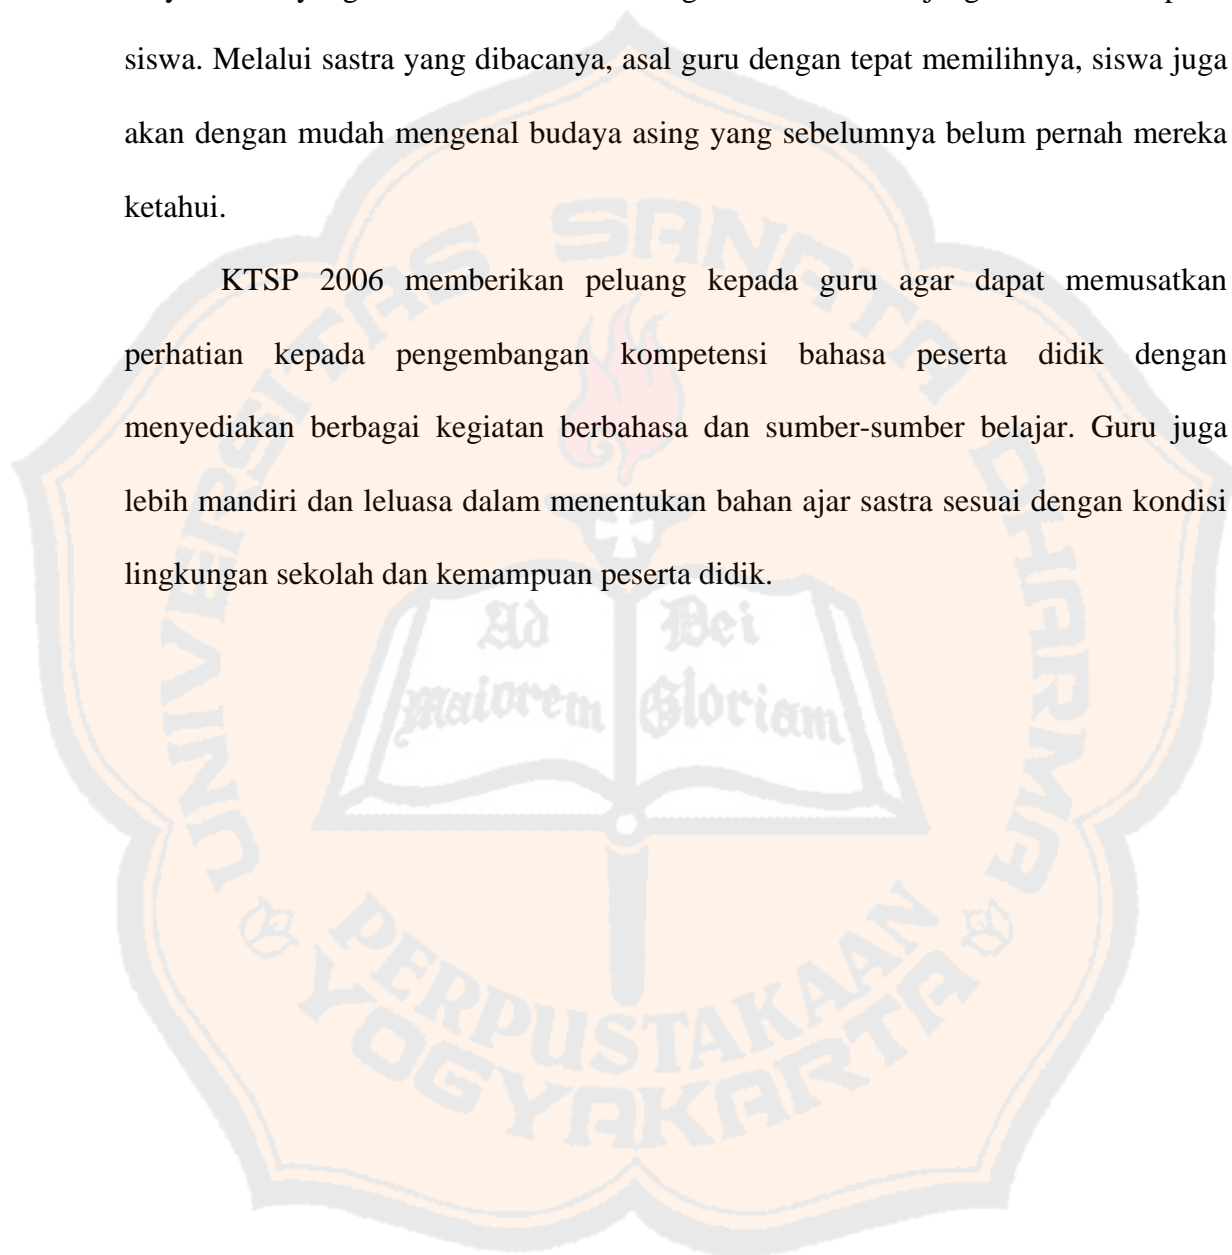 siswa. Melalui sastra yang dibacanya, asal guru dengan tepat memilihnya, siswa juga
akan dengan mudah mengenal budaya asing yang sebelumnya belum pernah mereka
ketahui.
KTSP 2006 memberikan peluang kepada guru agar dapat memusatkan
perhatian kepada pengembangan kompetensi bahasa peserta didik dengan
menyediakan berbagai kegiatan berbahasa dan sumber-sumber belajar. Guru juga
lebih mandiri dan leluasa dalam menentukan bahan ajar sastra sesuai dengan kondisi
lingkungan sekolah dan kemampuan peserta didik.
UNIVERSITAS SANATA DHARMA
Ad Dei
Maiorem Gloriam
PERPUSTAKAAN
YOGYAKARTA